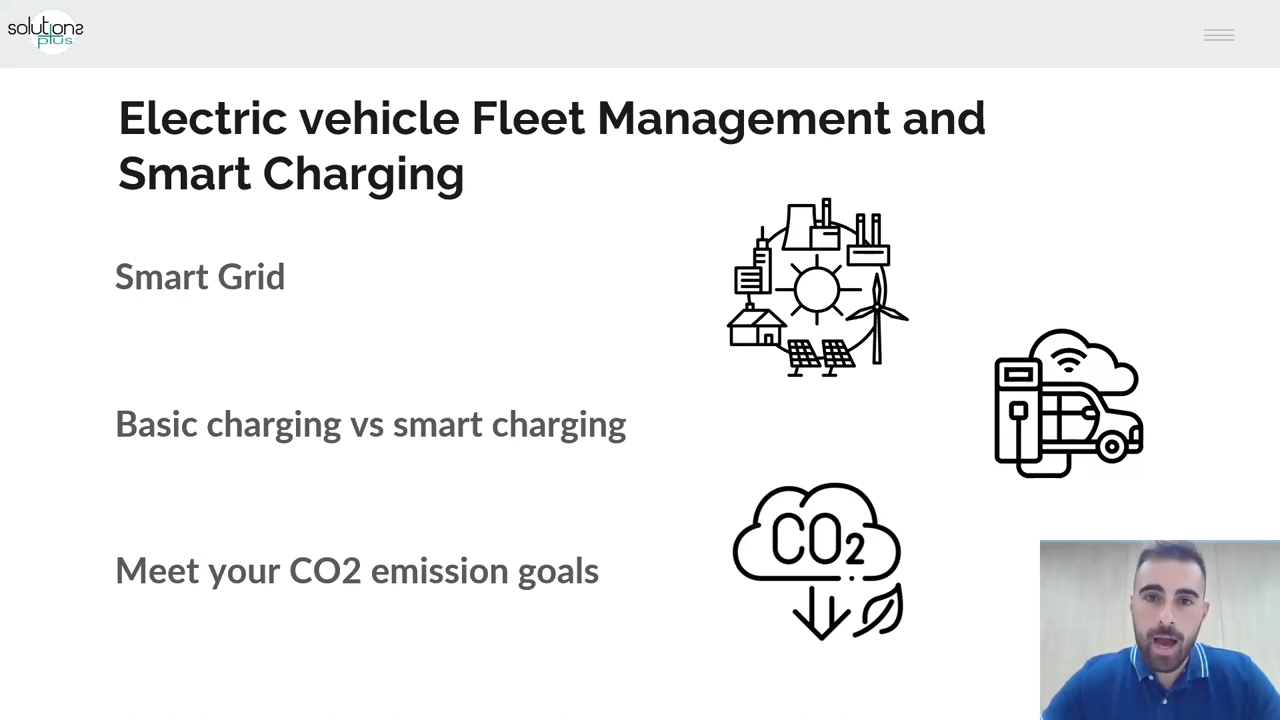 solutions
plus
Electric vehicle Fleet Management and
Smart Charging
Smart Grid
Basic charging vs smart charging
CO2
Meet your CO2 emission goals